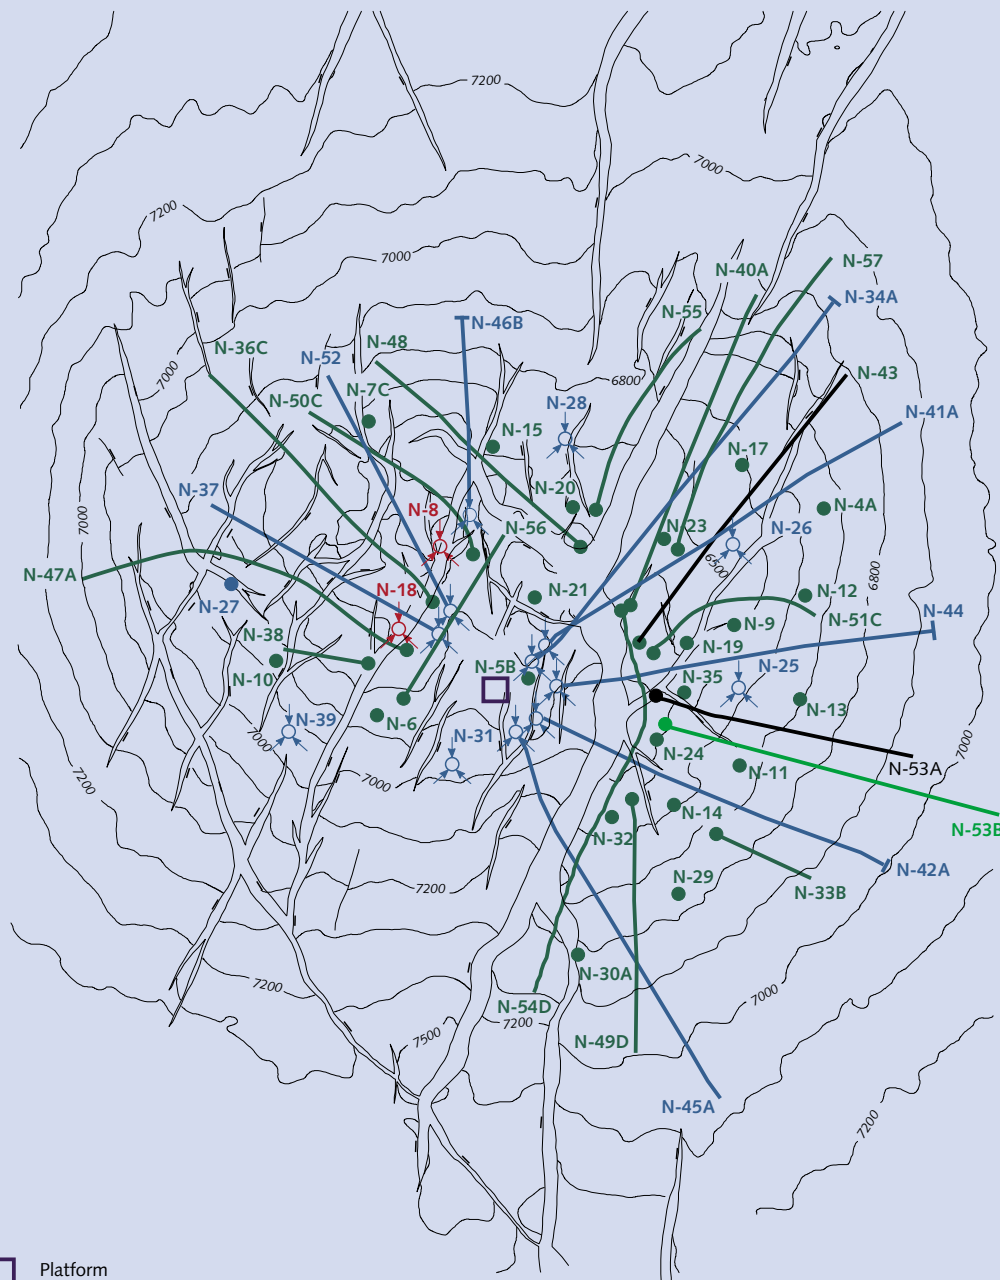 7200
7000
7200
7000
N-40A
N-57
N-34A
N-55
N-46B
N-48
N-36C
N-52
7000
6800
N-43
N-7C
N-50C
N-28
N-41A
N-15
N-17
N-37
N-20
N-4A
N-8
7000
N-56
N-23
N-26
6500
N-47A
6800
N-18
N-21
N-12
N-27
N-51C
N-44
N-9
N-38
N-19
N-5B
N-25
N-10
N-35
N-13
N-39
N-6
N-31
7000
7000
N-24
N-53A
N-11
7200
7000
N-14
N-53B
N-32
N-42A
N-29
7200
N-33B
N-30A
7200
7000
N-54D
7200
7500
N-49D
N-45A
7200
Platform